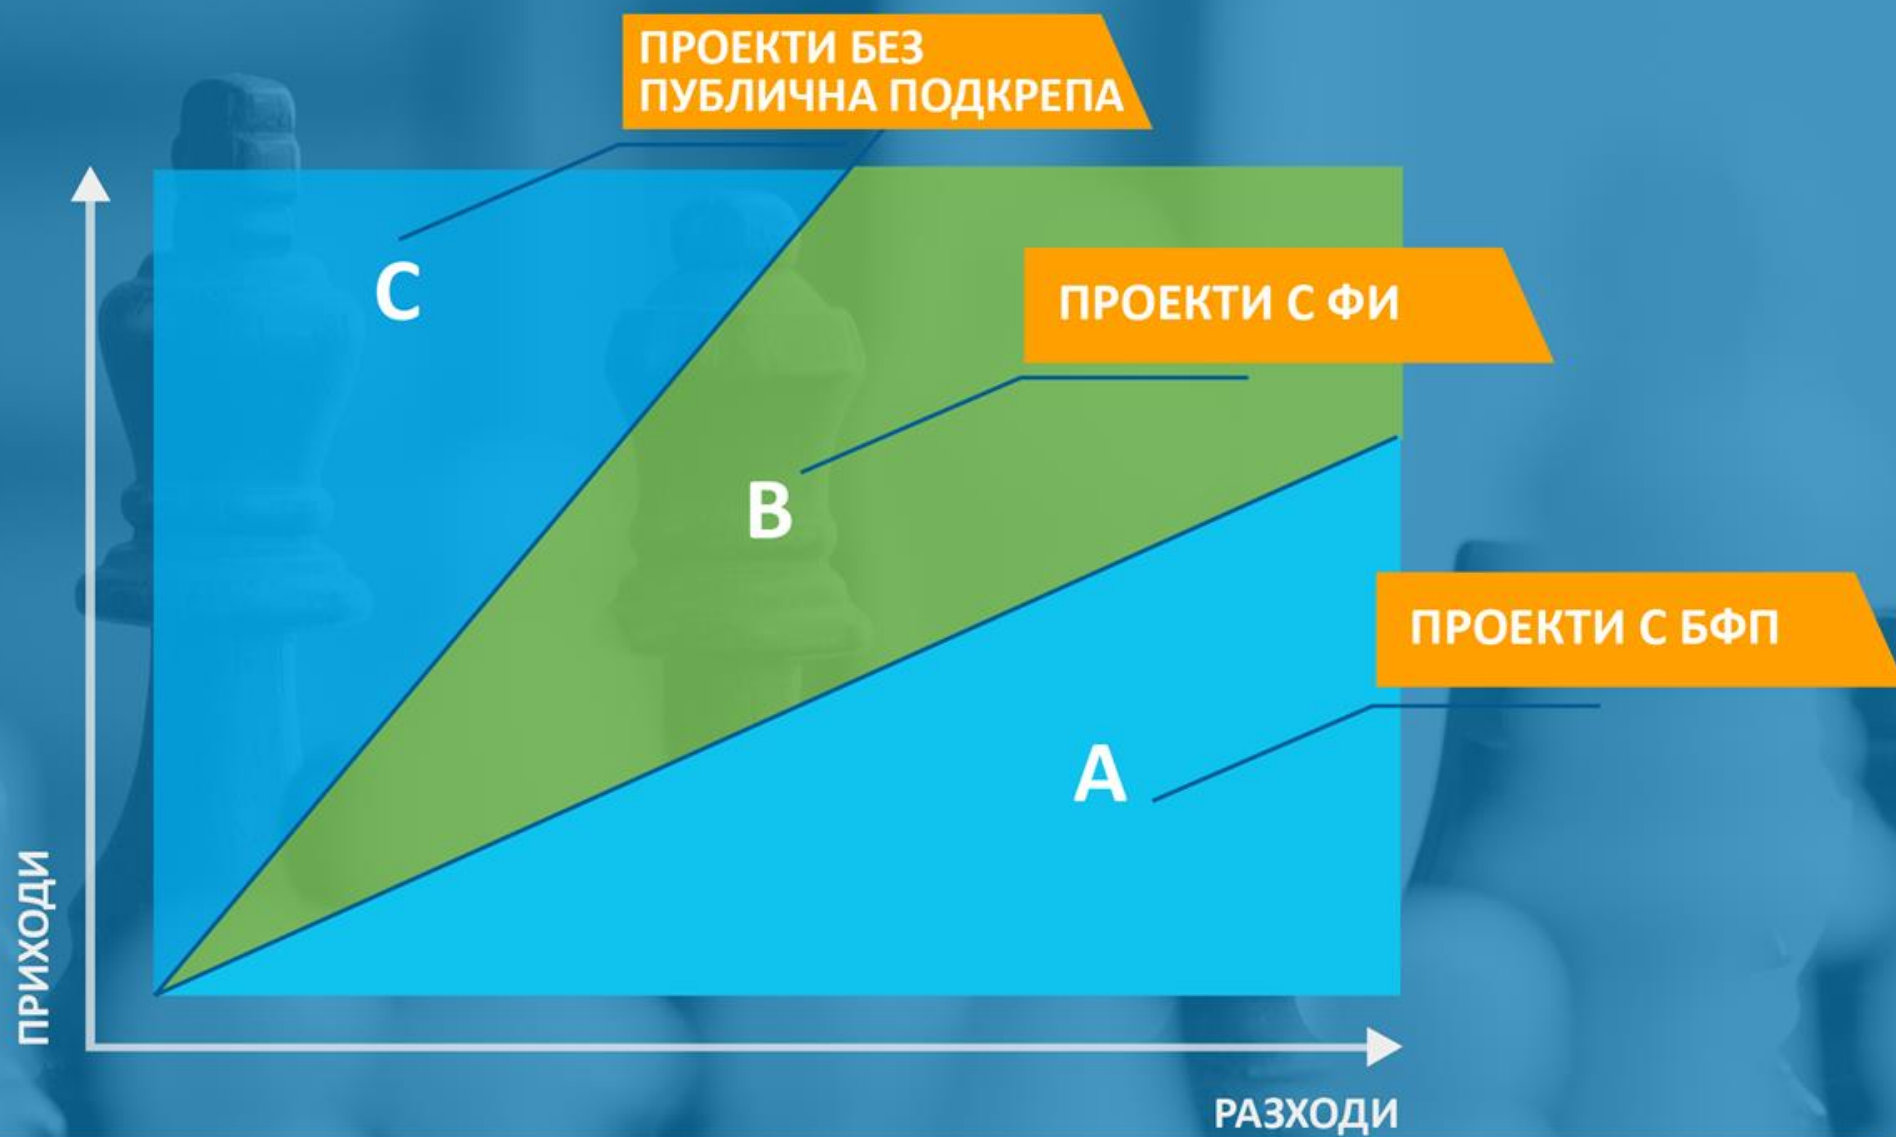 ПРОЕКТИ БЕЗ
ПУБЛИЧНА ПОДКРЕПА
C
ПРОЕКТИ С ФИ
B
ПРОЕКТИ С БФП
A
ПРИХОДИ
РАЗХОДИ